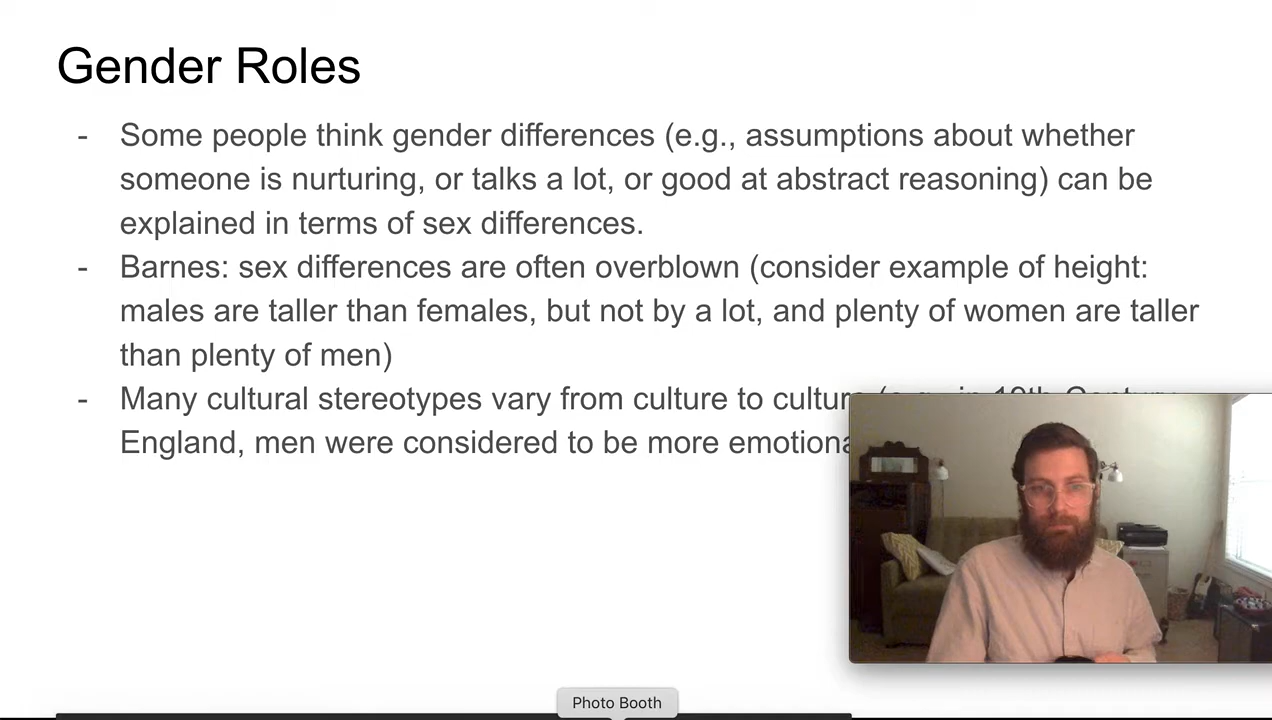 Gender Roles
- Some people think gender differences (e.g., assumptions about whether
someone is nurturing, or talks a lot, or good at abstract reasoning) can be
explained in terms of sex differences.
- Barnes: sex differences are often overblown (consider example of height:
males are taller than females, but not by a lot, and plenty of women are taller
than plenty of men)
- Many cultural stereotypes vary from culture to culture (e.g., in 19th Century
England, men were considered to be more
Photo Booth